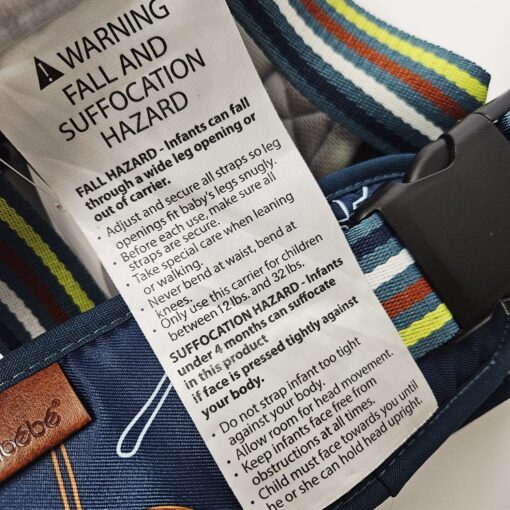 WARNING
FALL AND
SUFFOCATION
HAZARD
FALL HAZARD - Infants can fall
through a wide leg opening or
out of carrier.
• Adjust and secure all straps so leg
openings fit baby's legs snugly.
• Before each use, make sure all
straps are secure.
• Take special care when leaning
or walking.
• Never bend at waist. bend at
knees.
• Only use this carrier for children
between 12 lbs. and 32 lbs.
SUFFOCATION HAZARD - Infants
under 4 months can suffocate
in this product
if face is pressed tightly against
your body.
• Do not strap infant too tight
against your body.
• Allow room for head movement.
• Keep infants face free from
obstructions at all times.
• Child must face towards you until
he or she can hold head upright.
bébé®